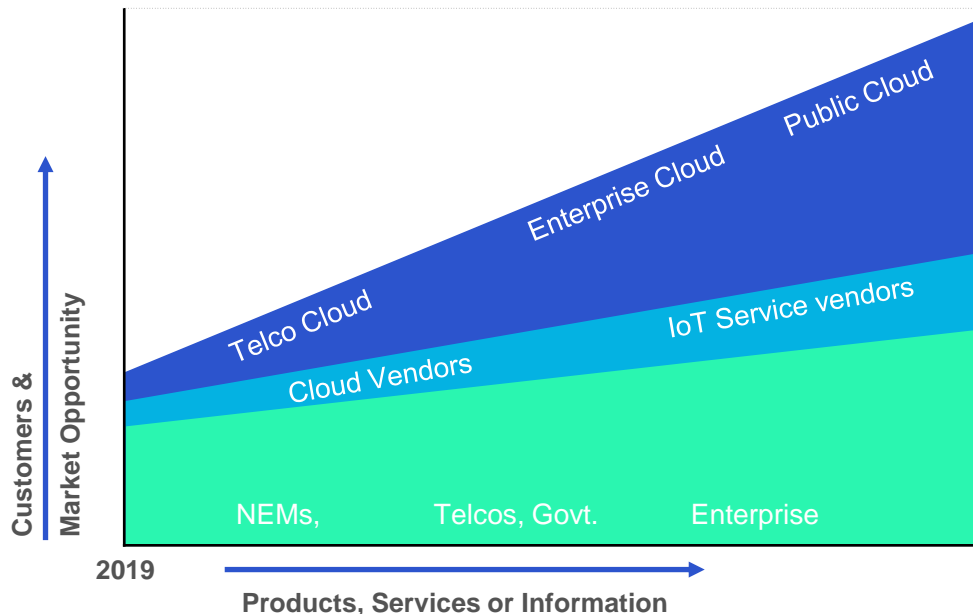 Public Cloud
Enterprise Cloud
Telco Cloud
IoT Service vendors
Cloud Vendors
NEMs,
Telcos, Govt.
Enterprise
Customers &
Market Opportunity
2019
Products, Services or Information